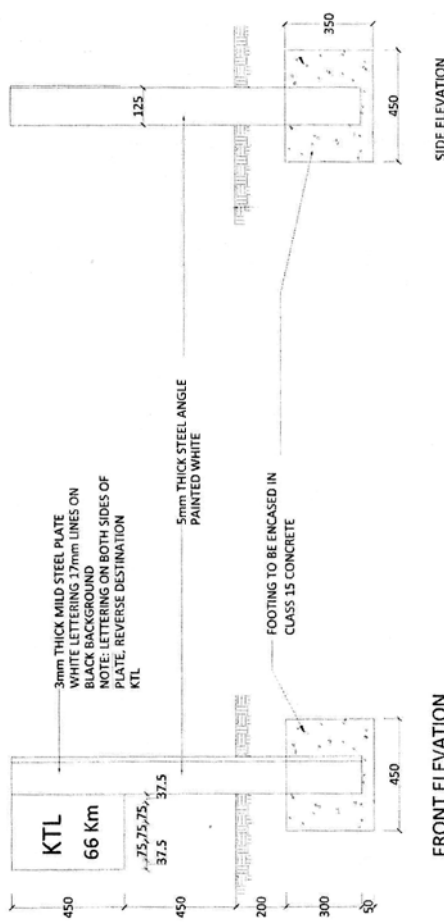 KTL
66 Km
3mm THICK MILD STEEL PLATE
WHITE LETTERING 17mm LINES ON
BLACK BACKGROUND
NOTE: LETTERING ON BOTH SIDES OF
PLATE, REVERSE DESTINATION
KTL
5mm THICK STEEL ANGLE
PAINTED WHITE
FOOTING TO BE ENCASED IN
CLASS 15 CONCRETE
450
450
200
300
50
37.5
75,75,75,
37.5
450
FRONT ELEVATION
125
350
450
SIDE ELEVATION